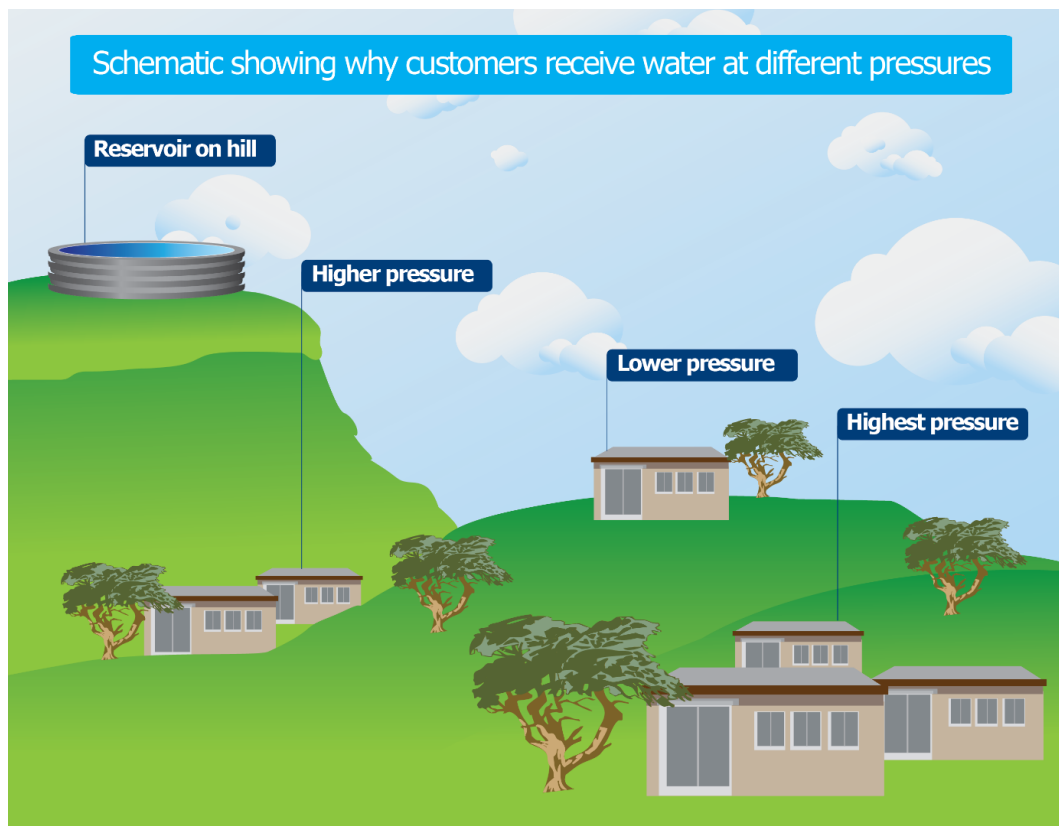 Schematic showing why customers receive water at different pressures
Reservoir on hill
Higher pressure
Lower pressure
Highest pressure